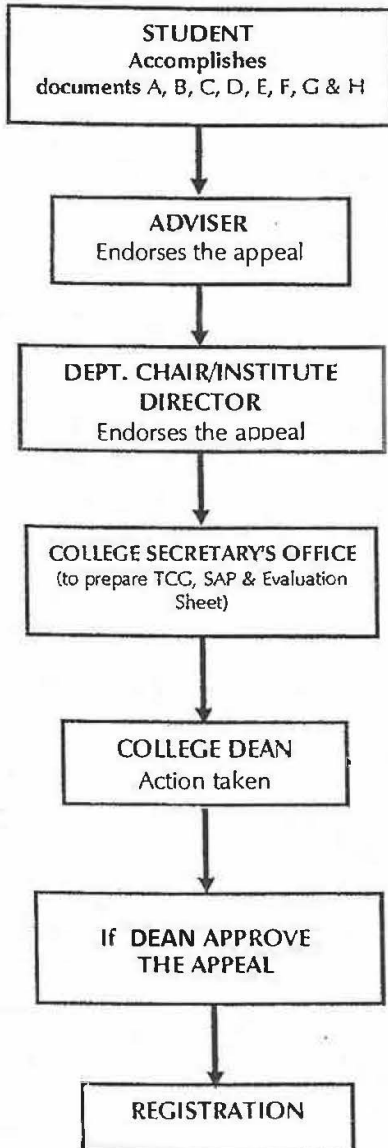 STUDENT
Accomplishes
documents A, B, C, D, E, F, G & H
ADVISER
Endorses the appeal
DEPT. CHAIR/INSTITUTE
DIRECTOR
Endorses the appeal
COLLEGE SECRETARY'S OFFICE
(to prepare TCG, SAP & Evaluation
Sheet)
COLLEGE DEAN
Action taken
If DEAN APPROVE
THE APPEAL
REGISTRATION